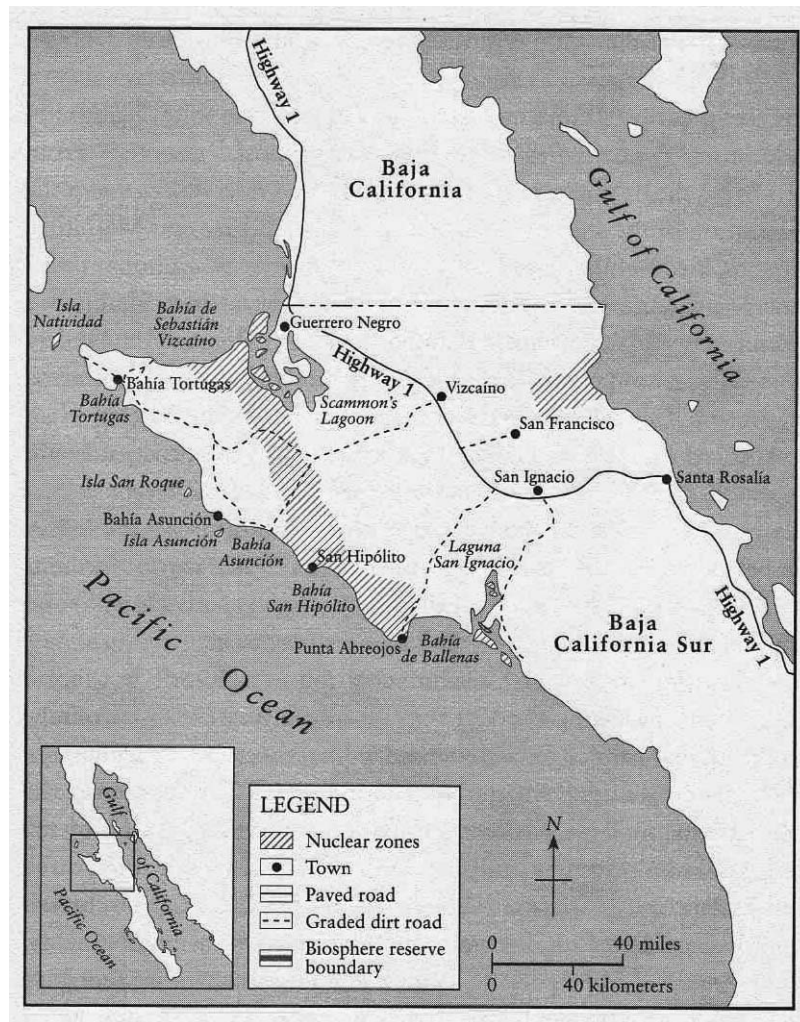 Highway 1
Baja
California
Gulf of California
Isla
Natividad
Bahía de
Sebastián
Vizcaíno
Guerrero Negro
Highway 1
Bahía Tortugas
Bahía
Tortugas
Scammon's
Lagoon
Vizcaíno
San Francisco
Isla San Roque
San Ignacio
Santa Rosalía
Bahía Asunción
Isla Asunción
Bahía
Asunción
San Hipólito
Laguna
San Ignacio
Bahía
San Hipólito
Punta Abreojos
Bahía
de Ballenas
Baja
California Sur
Highway 1
Pacific Ocean
Gulf
of California
Pacific Ocean
LEGEND
Nuclear zones
Town
Paved road
Graded dirt road
Biosphere reserve
boundary
N
0 40 miles
0 40 kilometers